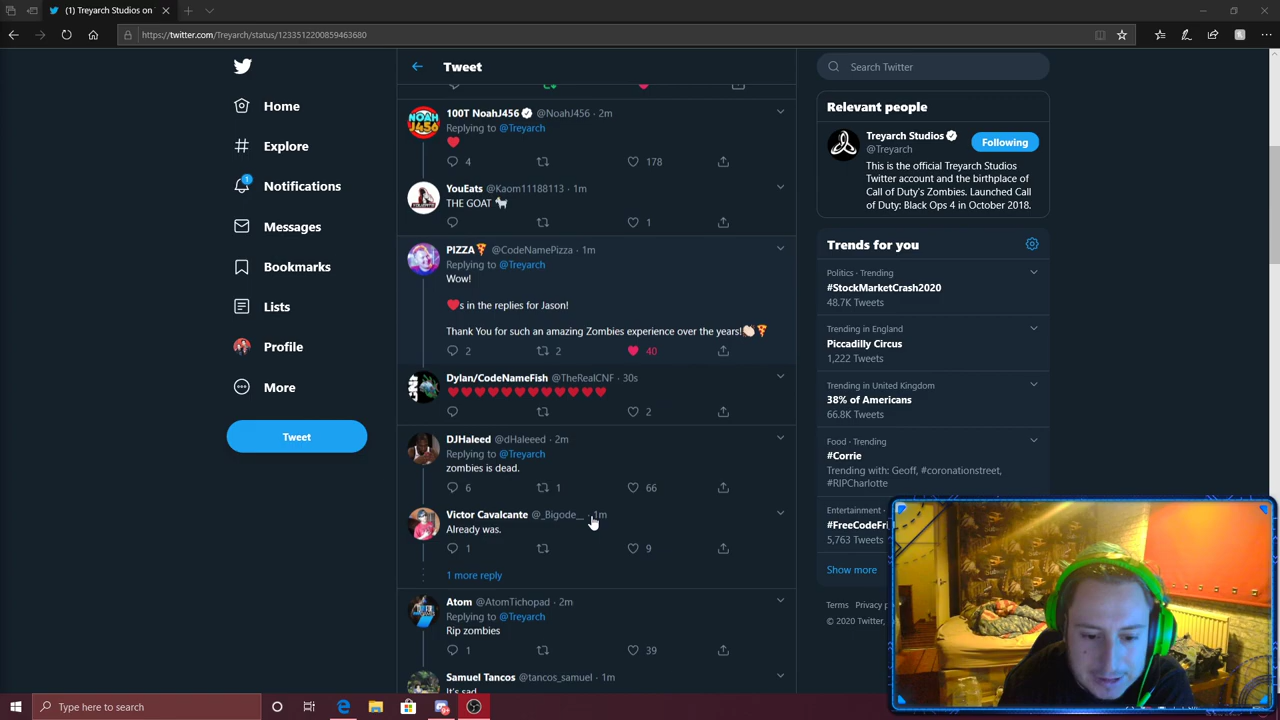 (1) Treyarch Studios on
https://twitter.com/Treyarch/status/1233512200859463680
Home
Explore
1
Notifications
Messages
Bookmarks
Lists
Profile
More
Tweet
Tweet
NOAH
J456
100T NoahJ456 @NoahJ456 · 2m
Replying to @Treyarch
❤️
4 178
YouEats @Kaom11188113 · 1m
THE GOAT 🐐
1
PIZZA🍕 @CodeNamePizza · 1m
Replying to @Treyarch
Wow!
❤️s in the replies for Jason!
Thank You for such an amazing Zombies experience over the years!👏🏻🍕
2 2 40
Dylan/CodeNameFish @TheRealCNF · 30s
❤️❤️❤️❤️❤️❤️❤️❤️❤️❤️❤️❤️
2
DJHaleed @dHaleeed · 2m
Replying to @Treyarch
zombies is dead.
6 1 66
Victor Cavalcante @_Bigode__ · 1m
Already was.
1 9
1 more reply
Atom @AtomTichopad · 2m
Replying to @Treyarch
Rip zombies
1 39
Samuel Tancos @tancos_samuel · 1m
It's sad
Search Twitter
Relevant people
Treyarch Studios
@Treyarch
Following
This is the official Treyarch Studios
Twitter account and the birthplace of
Call of Duty's Zombies. Launched Call
of Duty: Black Ops 4 in October 2018.
Trends for you
Politics · Trending
#StockMarketCrash2020
48.7K Tweets
Trending in England
Piccadilly Circus
1,222 Tweets
Trending in United Kingdom
38% of Americans
66.8K Tweets
Food · Trending
#Corrie
Trending with: Geoff, #coronationstreet,
#RIPCharlotte
Entertainment
#FreeCodeFri
5,763 Tweets
Show more
Terms Privacy p
© 2020 Twitter,
Type here to search